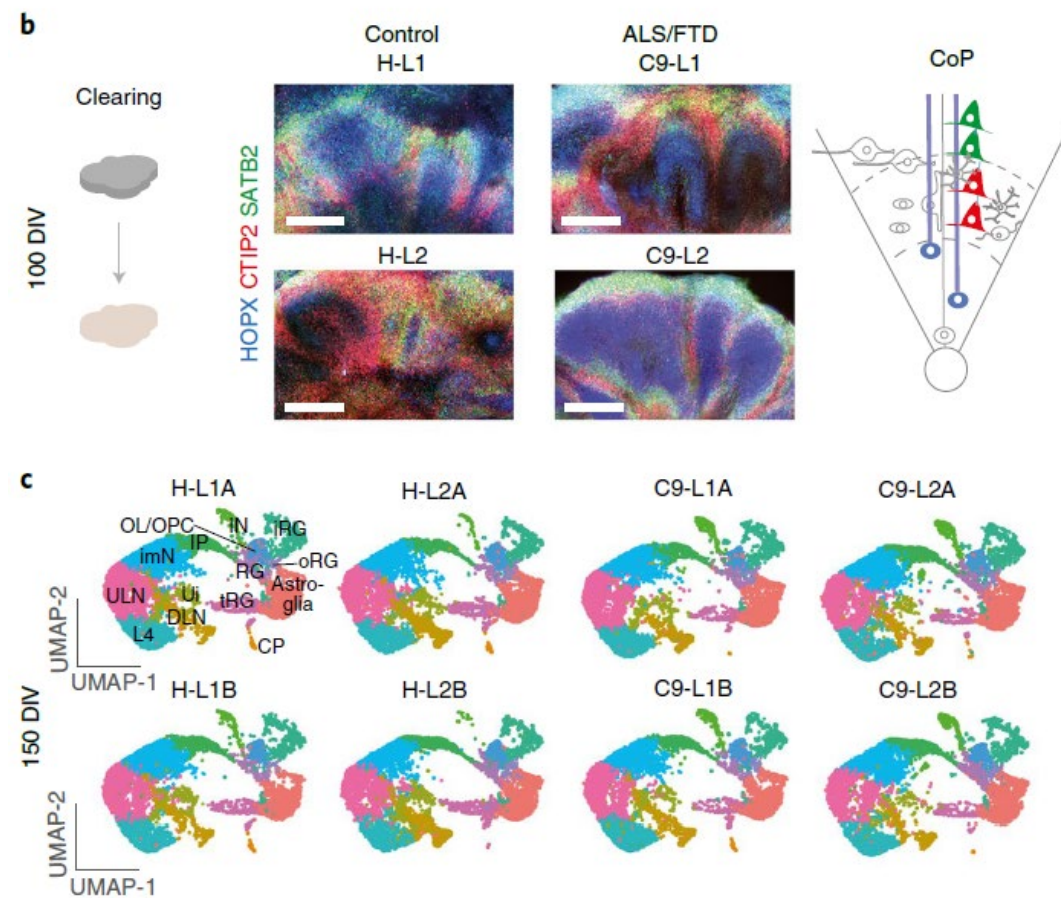 b
Clearing
100 DIV
HOPX CTIP2 SATB2
Control
H-L1
ALS/FTD
C9-L1
CoP
H-L2
C9-L2
c
H-L1A
H-L2A
C9-L1A
C9-L2A
OL/OPC
IN
iRG
IP
imN
oRG
RG
Astro-
glia
ULN
Ui
tRG
DLN
L4
CP
UMAP-2
UMAP-1
150 DIV
H-L1B
H-L2B
C9-L1B
C9-L2B
UMAP-2
UMAP-1